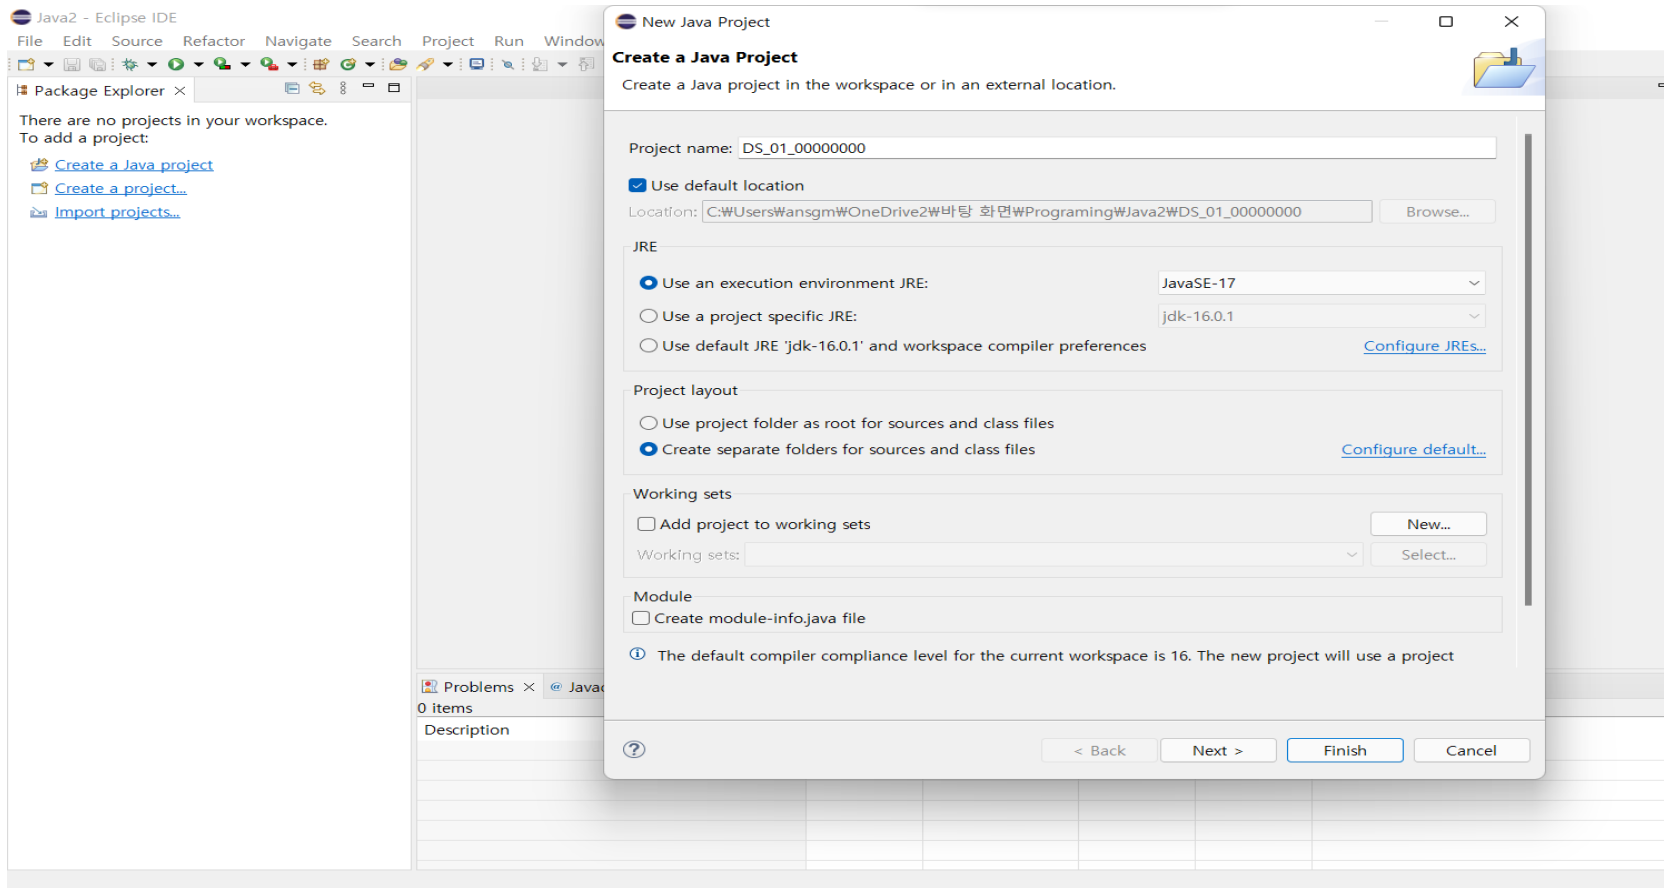 Java2 - Eclipse IDE
File Edit Source Refactor Navigate Search Project Run Window
Package Explorer
There are no projects in your workspace.
To add a project:
Create a Java project
Create a project...
Import projects...
New Java Project
Create a Java Project
Create a Java project in the workspace or in an external location.
Project name: DS_01_00000000
Use default location
Location: C:₩Users₩ansgm₩OneDrive2₩바탕 화면₩Programing₩Java2₩DS_01_00000000 Browse...
JRE
Use an execution environment JRE: JavaSE-17
Use a project specific JRE: jdk-16.0.1
Use default JRE 'jdk-16.0.1' and workspace compiler preferences Configure JREs...
Project layout
Use project folder as root for sources and class files
Create separate folders for sources and class files Configure default...
Working sets
Add project to working sets New...
Working sets: Select...
Module
Create module-info.java file
The default compiler compliance level for the current workspace is 16. The new project will use a project
< Back Next > Finish Cancel
Problems @ Java
0 items
Description